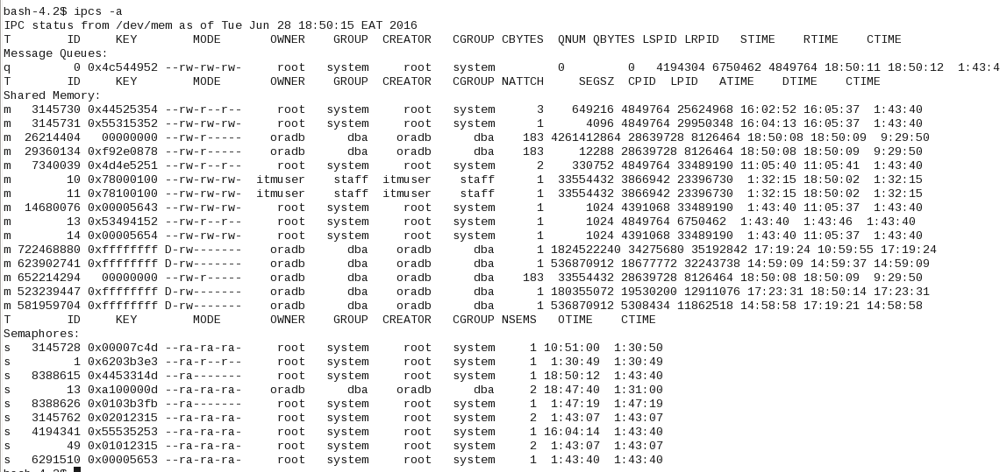 bash-4.2$ ipcs -a
IPC status from /dev/mem as of Tue Jun 28 18:50:15 EAT 2016
T        ID     KEY        MODE       OWNER    GROUP  CREATOR   CGROUP CBYTES  QNUM QBYTES LSPID LRPID   STIME    RTIME    CTIME
Message Queues:
q         0 0x4c544952 --rw-rw-rw-     root   system     root   system         0         0   4194304 6750462 4849764 18:50:11 18:50:12  1:43:4
T        ID     KEY        MODE       OWNER    GROUP  CREATOR   CGROUP NATTCH     SEGSZ  CPID  LPID   ATIME    DTIME    CTIME
Shared Memory:
m   3145730 0x44525354 --rw-r--r--     root   system     root   system      3    649216 4849764 25624968 16:02:52 16:05:37  1:43:40
m   3145731 0x55315352 --rw-rw-rw-     root   system     root   system      1      4096 4849764 29950348 16:04:13 16:05:37  1:43:40
m  26214404   00000000 --rw-r-----    oradb      dba    oradb      dba    183 4261412864 28639728 8126464 18:50:08 18:50:09  9:29:50
m  29360134 0xf92e0878 --rw-r-----    oradb      dba    oradb      dba    183     12288 28639728 8126464 18:50:08 18:50:09  9:29:50
m   7340039 0x4d4e5251 --rw-r--r--     root   system     root   system      2    330752 4849764 33489190 11:05:40 11:05:41  1:43:40
m        10 0x78000100 --rw-rw-rw-  itmuser    staff  itmuser    staff      1  33554432 3866942 23396730  1:32:15 18:50:02  1:32:15
m        11 0x78100100 --rw-rw-rw-  itmuser    staff  itmuser    staff      1  33554432 3866942 23396730  1:32:15 18:50:02  1:32:15
m  14680076 0x00005643 --rw-rw-rw-     root   system     root   system      1      1024 4391068 33489190  1:43:40 11:05:37  1:43:40
m        13 0x53494152 --rw-r--r--     root   system     root   system      1      1024 4849764 6750462  1:43:40  1:43:46  1:43:40
m        14 0x00005654 --rw-rw-rw-     root   system     root   system      1      1024 4391068 33489190  1:43:40 11:05:37  1:43:40
m 722468880 0xffffffff D-rw-------    oradb      dba    oradb      dba      1 1824522240 34275680 35192842 17:19:24 10:59:55 17:19:24
m 623902741 0xffffffff D-rw-------    oradb      dba    oradb      dba      1 536870912 18677772 32243738 14:59:09 14:59:37 14:59:09
m 652214294   00000000 --rw-r-----    oradb      dba    oradb      dba    183  33554432 28639728 8126464 18:50:08 18:50:09  9:29:50
m 523239447 0xffffffff D-rw-------    oradb      dba    oradb      dba      1 180355072 19530200 12911076 17:23:31 18:50:14 17:23:31
m 581959704 0xffffffff D-rw-------    oradb      dba    oradb      dba      1 536870912 5308434 11862518 14:58:58 17:19:21 14:58:58
T        ID     KEY        MODE       OWNER    GROUP  CREATOR   CGROUP NSEMS   OTIME    CTIME
Semaphores:
s   3145728 0x00007c4d --ra-ra-ra-     root   system     root   system     1 10:51:00  1:30:50
s         1 0x6203b3e3 --ra-r--r--     root   system     root   system     1  1:30:49  1:30:49
s   8388615 0x4453314d --ra-------     root   system     root   system     1 18:50:12  1:43:40
s        13 0xa100000d --ra-ra-ra-    oradb      dba    oradb      dba     2 18:47:40  1:31:00
s   8388626 0x0103b3fb --ra-------     root   system     root   system     1  1:47:19  1:47:19
s   3145762 0x02012315 --ra-ra-ra-     root   system     root   system     2  1:43:07  1:43:07
s   4194341 0x55535253 --ra-ra-ra-     root   system     root   system     1 16:04:14  1:43:40
s        49 0x01012315 --ra-ra-ra-     root   system     root   system     2  1:43:07  1:43:07
s   6291510 0x00005653 --ra-ra-ra-     root   system     root   system     1  1:43:40  1:43:40
bash-4.2$